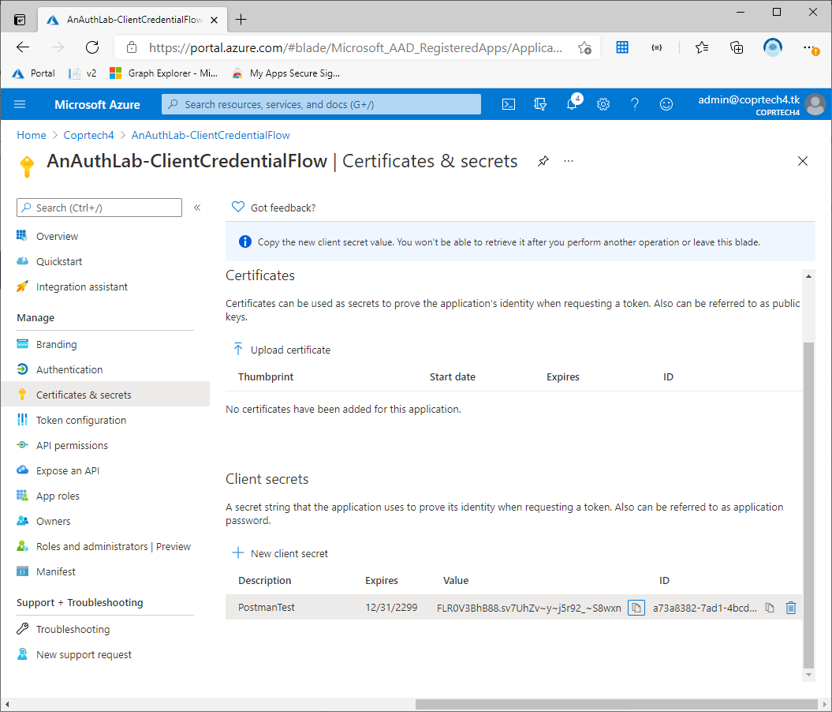 AnAuthLab-ClientCredentialFlow
https://portal.azure.com/#blade/Microsoft_AAD_RegisteredApps/Applica...
Portal v2 Graph Explorer - Mi... My Apps Secure Sig...
Microsoft Azure
Search resources, services, and docs (G+/)
4
admin@coprtech4.tk
COPRTECH4
Home > Coprtech4 > AnAuthLab-ClientCredentialFlow
AnAuthLab-ClientCredentialFlow | Certificates & secrets
Search (Ctrl+/)
Overview
Quickstart
Integration assistant
Manage
Branding
Authentication
Certificates & secrets
Token configuration
API permissions
Expose an API
App roles
Owners
Roles and administrators | Preview
Manifest
Support + Troubleshooting
Troubleshooting
New support request
Got feedback?
Copy the new client secret value. You won't be able to retrieve it after you perform another operation or leave this blade.
Certificates
Certificates can be used as secrets to prove the application's identity when requesting a token. Also can be referred to as public
keys.
Upload certificate
Thumbprint Start date Expires ID
No certificates have been added for this application.
Client secrets
A secret string that the application uses to prove its identity when requesting a token. Also can be referred to as application
password.
New client secret
Description Expires Value ID
PostmanTest 12/31/2299 FLR0V3BhB88.sv7UhZv~y~j5r92_~S8wxn a73a8382-7ad1-4bcd...